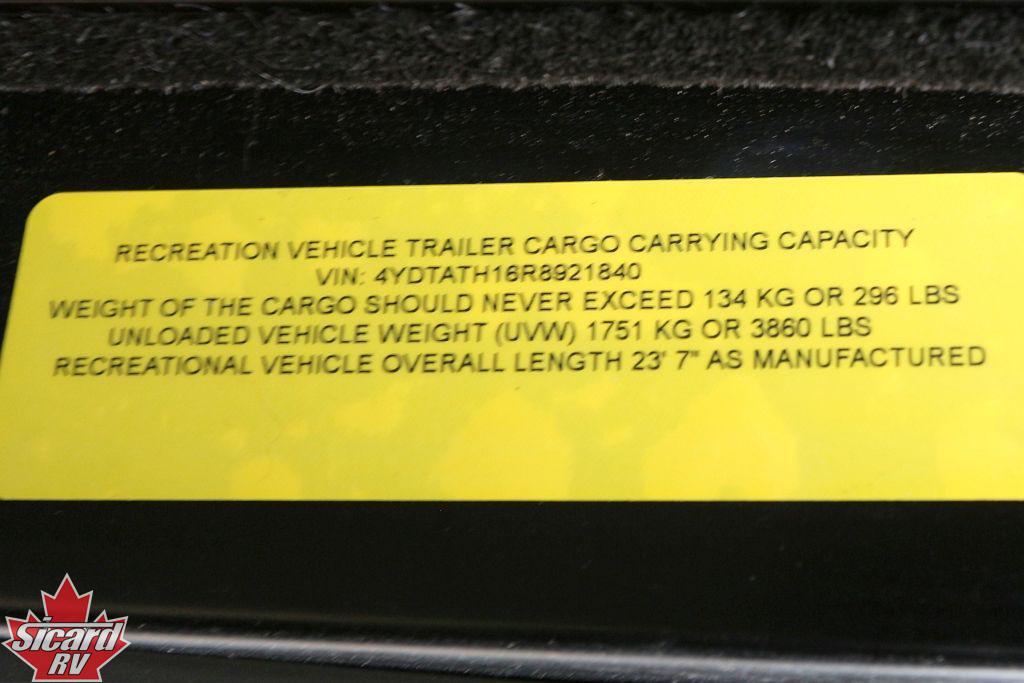 RECREATION VEHICLE TRAILER CARGO CARRYING CAPACITY
VIN: 4YDTATH16R8921840
WEIGHT OF THE CARGO SHOULD NEVER EXCEED 134 KG OR 296 LBS
UNLOADED VEHICLE WEIGHT (UVW) 1751 KG OR 3860 LBS
RECREATIONAL VEHICLE OVERALL LENGTH 23' 7" AS MANUFACTURED
Sicard
RV